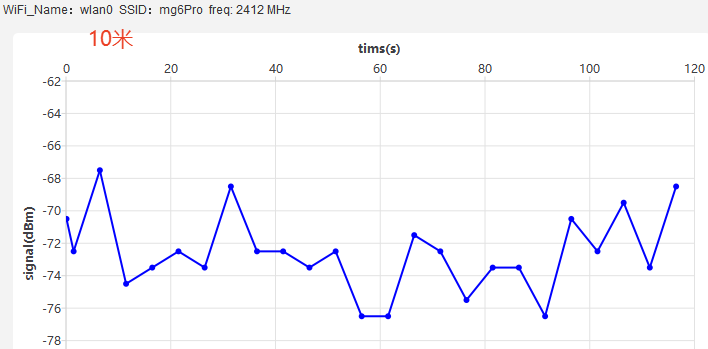 WiFi_Name：wlan0 SSID：mg6Pro freq: 2412 MHz
10米
tims(s)
0 20 40 60 80 100 120
-62
-64
-66
-68
-70
-72
-74
-76
-78
signal(dBm)